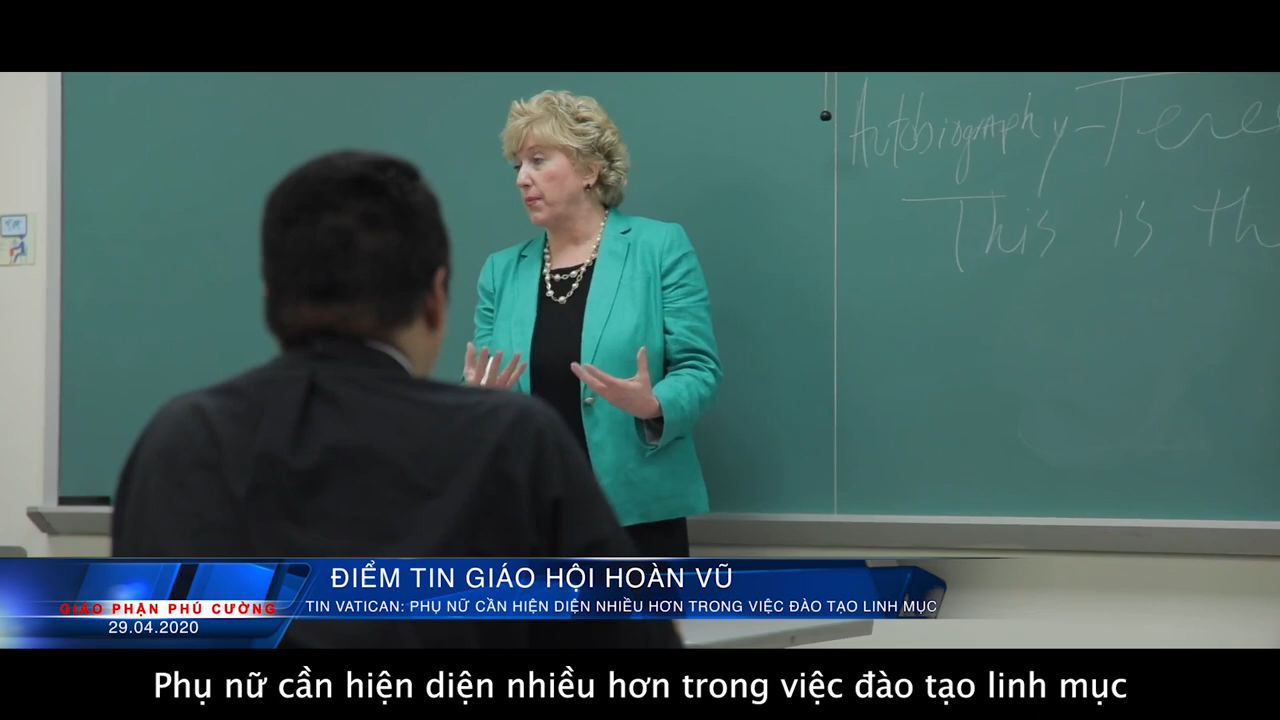 Autobiography-Tere
This is th
ĐIỂM TIN GIÁO HỘI HOÀN VŨ
GIÁO PHẬN PHÚ CƯỜNG
TIN VATICAN: PHỤ NỮ CẦN HIỆN DIỆN NHIỀU HƠN TRONG VIỆC ĐÀO TẠO LINH MỤC
29.04.2020
Phụ nữ cần hiện diện nhiều hơn trong việc đào tạo linh mục